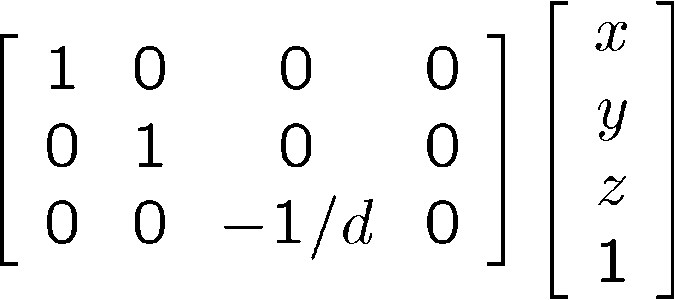 [ 1 0 0 0 ] [ x ]
[ 0 1 0 0 ] [ y ]
[ 0 0 −1/d 0 ] [ z ]
[ 1 ]